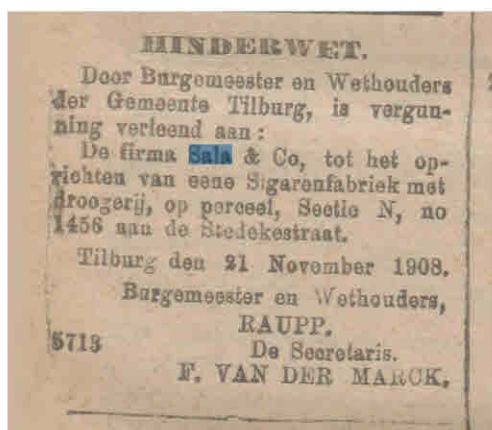 HINDERWET.
Door Burgemeester en Wethouders
der Gemeente Tilburg, is vergun-
ning verleend aan:
De firma Sala & Co, tot het op-
richten van eene Sigarenfabriek met
droogerij, op perceel, Sectie N, no
1456 aan de Stedekestraat.
Tilburg den 21 November 1908.
Burgemeester en Wethouders,
RAUPP.
5713 De Secretaris.
F. VAN DER MARCK.